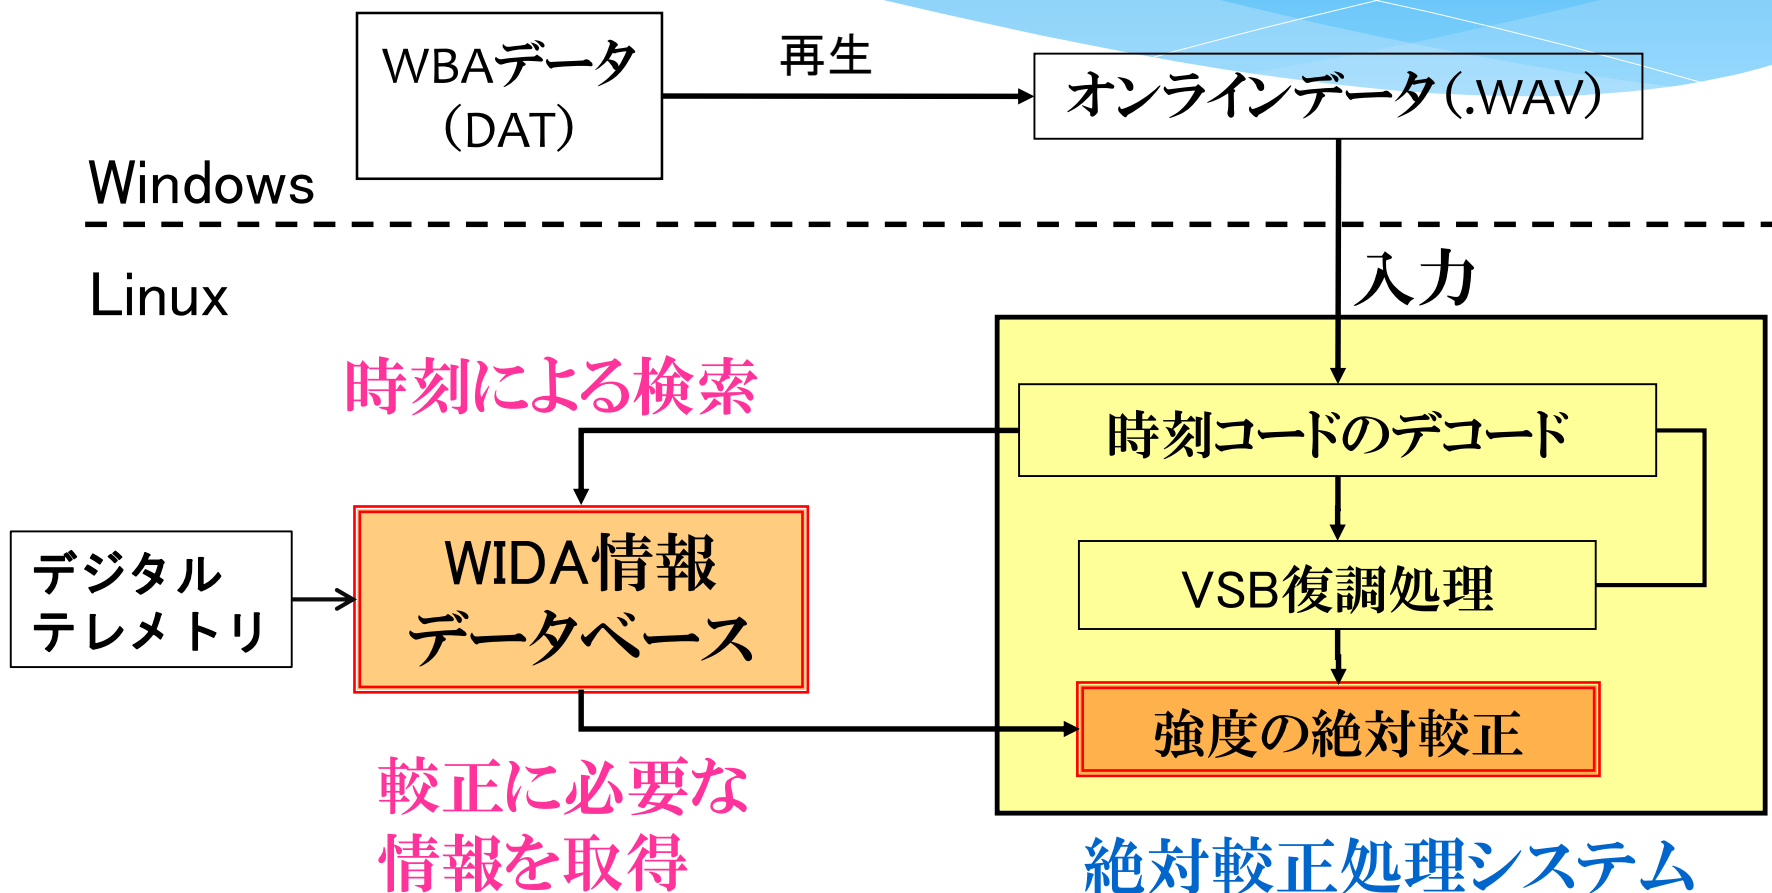 WBAデータ
(DAT)
再生
オンラインデータ(.WAV)
Windows
Linux
入力
時刻による検索
時刻コードのデコード
デジタル
テレメトリ
WIDA情報
データベース
VSB復調処理
強度の絶対較正
較正に必要な
情報を取得
絶対較正処理システム